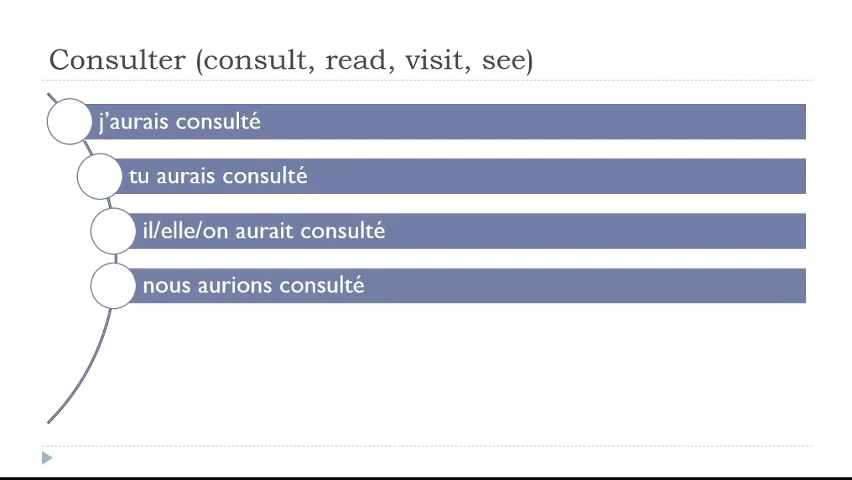 Consulter (consult, read, visit, see)
j’aurais consulté
tu aurais consulté
il/elle/on aurait consulté
nous aurions consulté